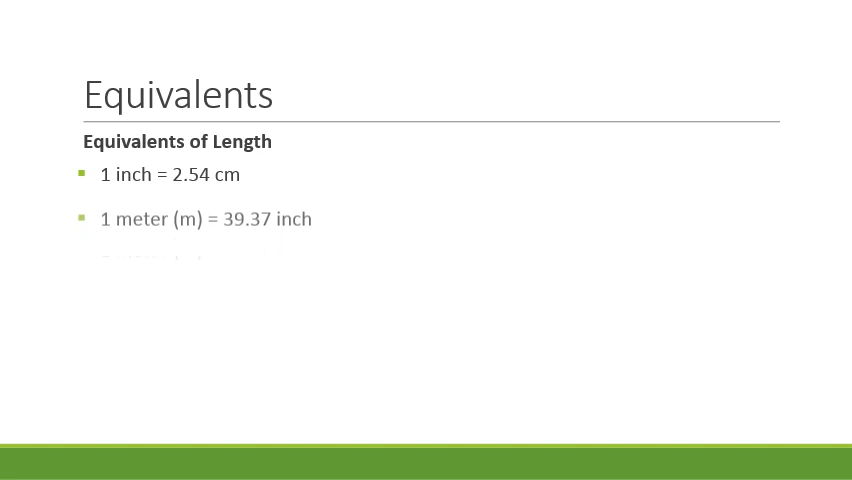 Equivalents
Equivalents of Length
1 inch = 2.54 cm
1 meter (m) = 39.37 inch